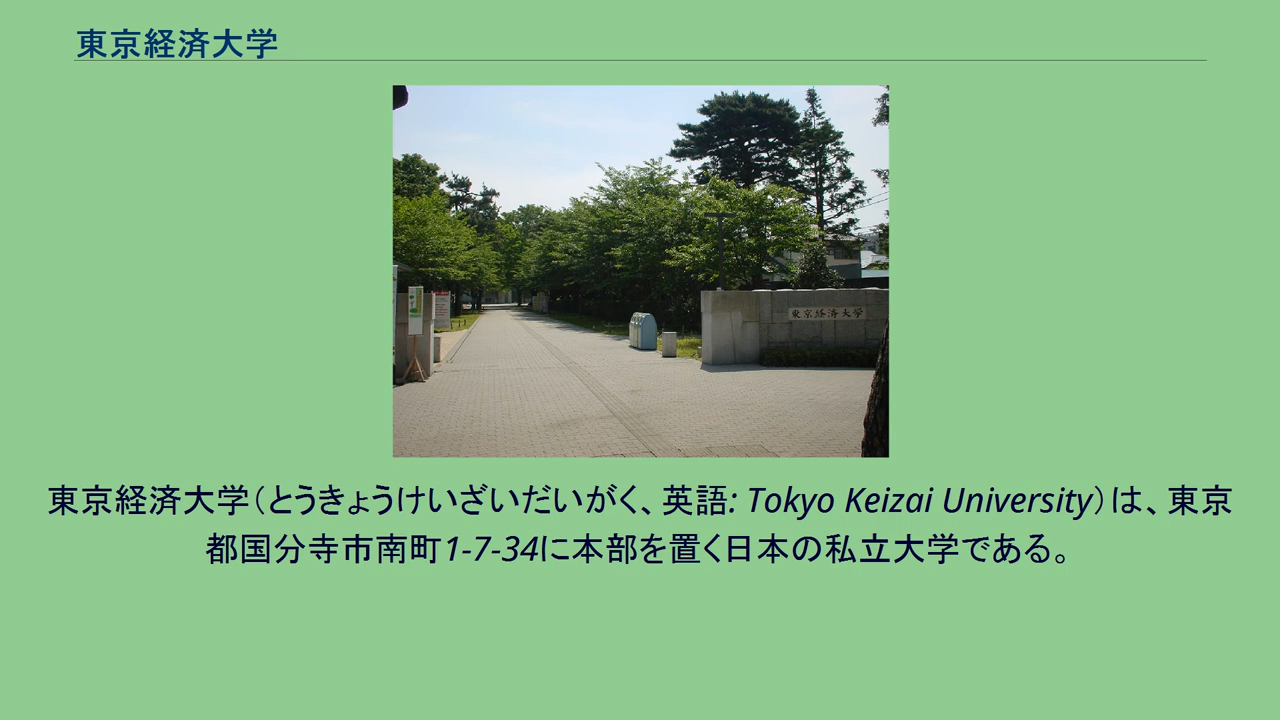 東京経済大学
東京経済大学
東京経済大学（とうきょうけいざいだいがく、英語: Tokyo Keizai University）は、東京
都国分寺市南町1-7-34に本部を置く日本の私立大学である。